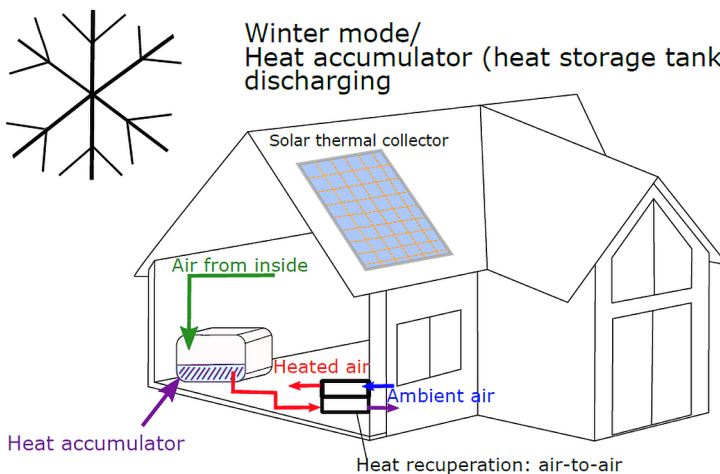 Winter mode/
Heat accumulator (heat storage tank
discharging
Solar thermal collector
Air from inside
Heated air
Ambient air
Heat accumulator
Heat recuperation: air-to-air